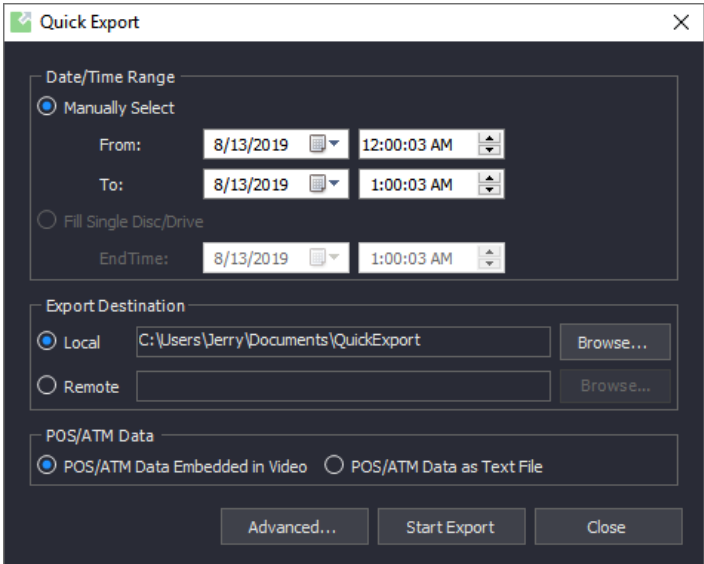 Quick Export
Date/Time Range
Manually Select
From: 8/13/2019 12:00:03 AM
To: 8/13/2019 1:00:03 AM
Fill Single Disc/Drive
EndTime: 8/13/2019 1:00:03 AM
Export Destination
Local C:\Users\Jerry\Documents\QuickExport Browse...
Remote Browse...
POS/ATM Data
POS/ATM Data Embedded in Video POS/ATM Data as Text File
Advanced... Start Export Close